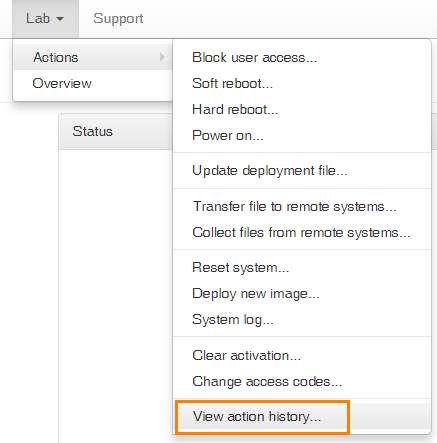 Lab Support
Actions
Overview
Block user access...
Soft reboot...
Hard reboot...
Power on...
Update deployment file...
Transfer file to remote systems...
Collect files from remote systems...
Reset system...
Deploy new image...
System log...
Clear activation...
Change access codes...
View action history...
Status